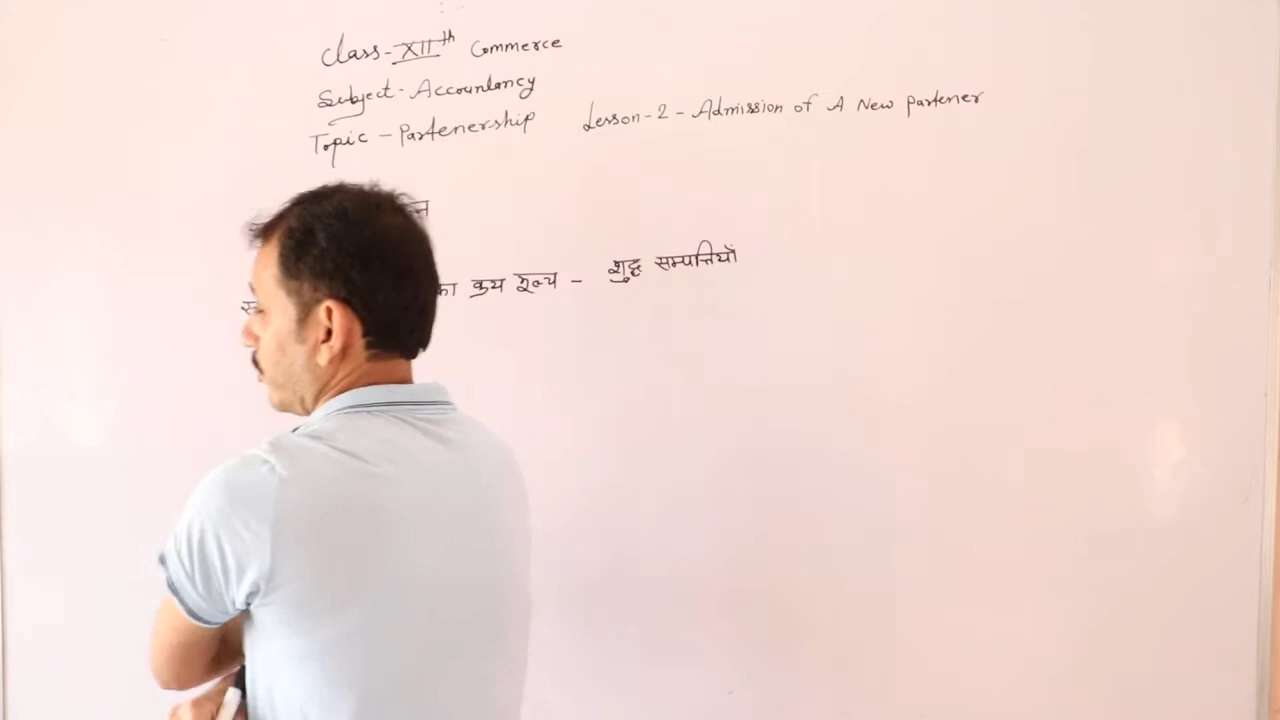 Class-XIIth Commerce
Subject-Accountancy
Topic-Partenership Lesson-2-Admission of A New partener
का क्रय मूल्य - शुद्ध सम्पत्तियाँ